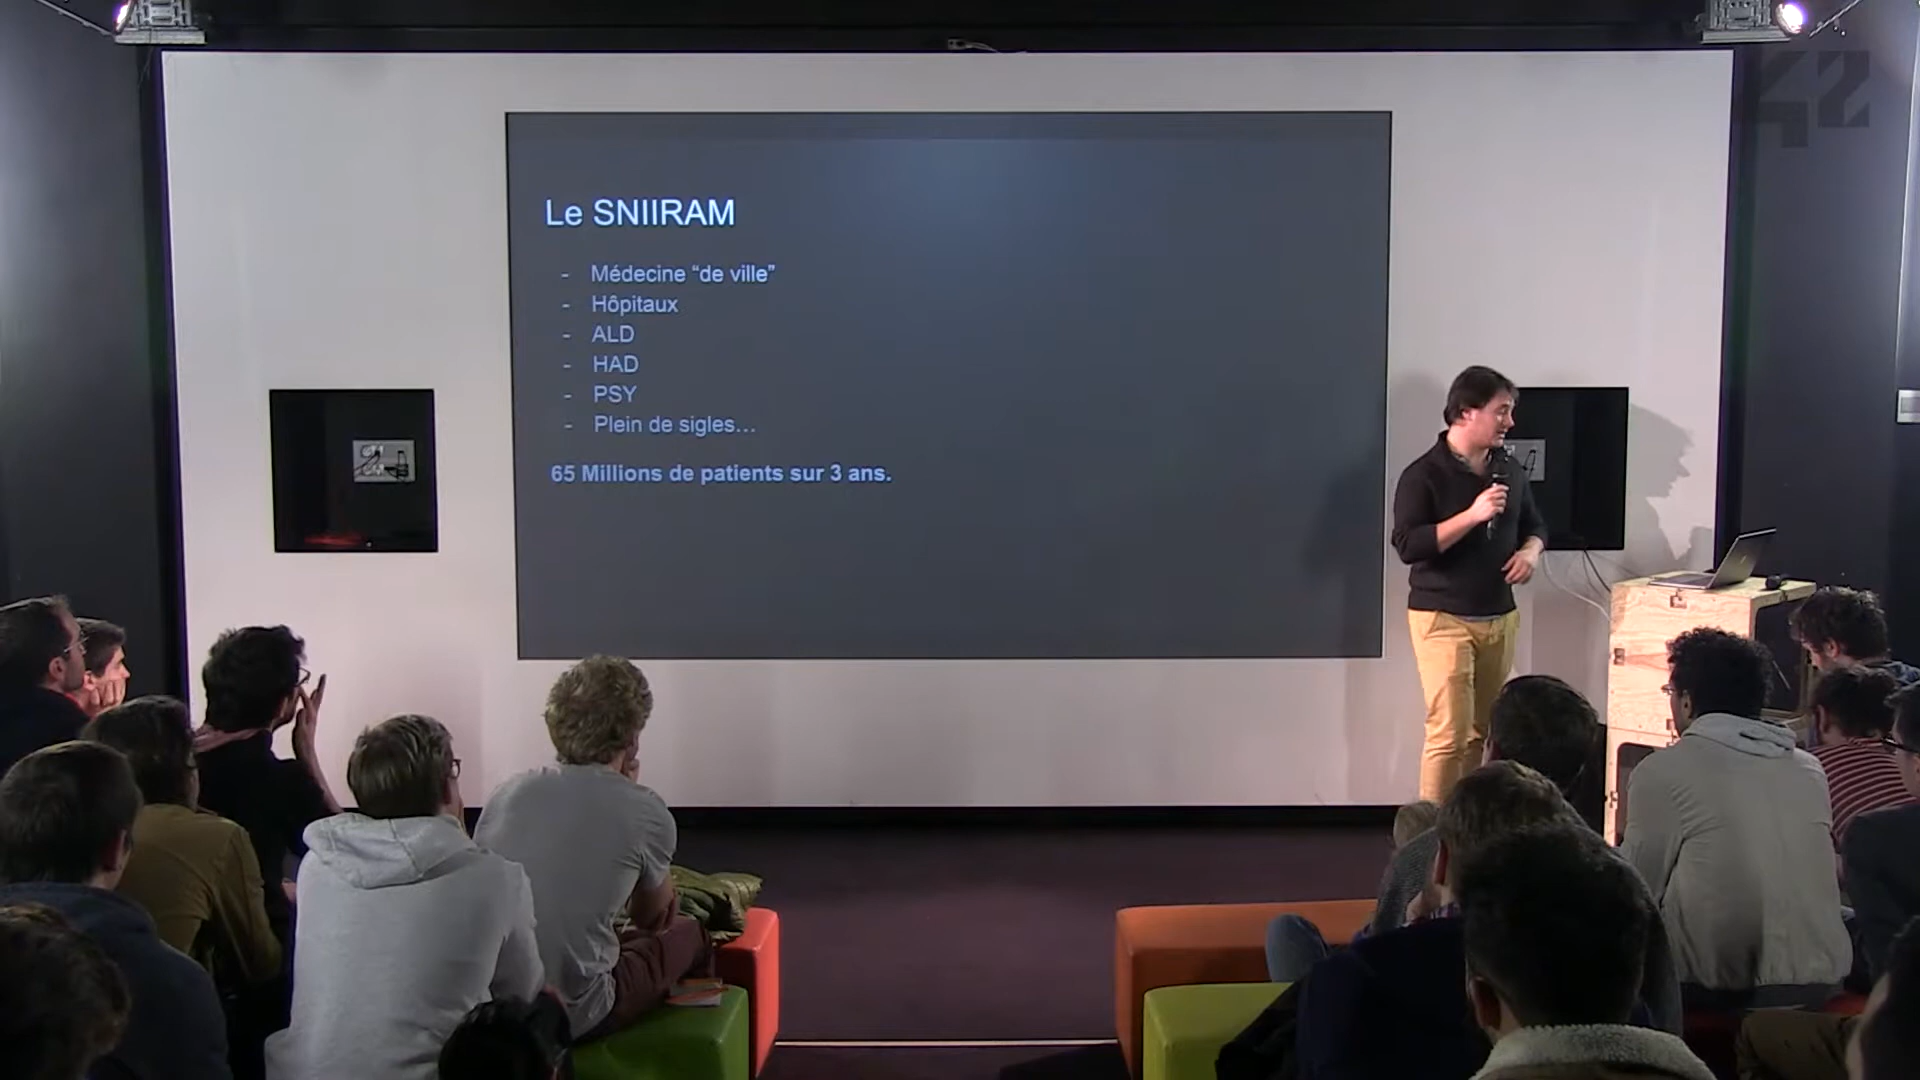 42
Le SNIIRAM
- Médecine “de ville”
- Hôpitaux
- ALD
- HAD
- PSY
- Plein de sigles…
65 Millions de patients sur 3 ans.